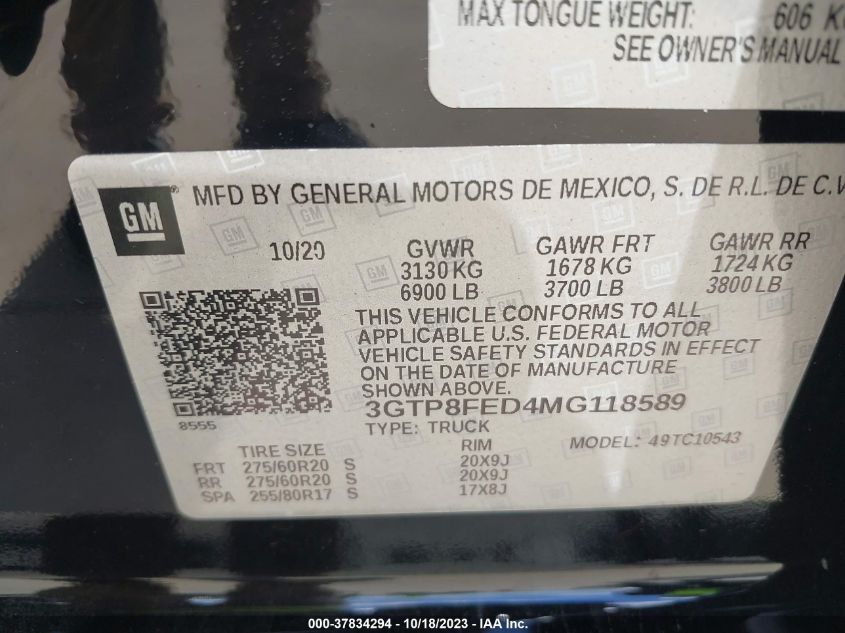 MAX TONGUE WEIGHT: 606
SEE OWNER'S MANUAL
GM ® MFD BY GENERAL MOTORS DE MEXICO, S. DE R.L. DE C.V
10/20 GVWR GAWR FRT GAWR RR
3130 KG 1678 KG 1724 KG
6900 LB 3700 LB 3800 LB
THIS VEHICLE CONFORMS TO ALL
APPLICABLE U.S. FEDERAL MOTOR
VEHICLE SAFETY STANDARDS IN EFFECT
ON THE DATE OF MANUFACTURE
SHOWN ABOVE.
3GTP8FED4MG118589
8555 TYPE: TRUCK
MODEL: 49TC10543
TIRE SIZE RIM
FRT 275/60R20 S 20X9J
RR 275/60R20 S 20X9J
SPA 255/80R17 S 17X8J
000-37834294 - 10/18/2023 - IAA Inc.